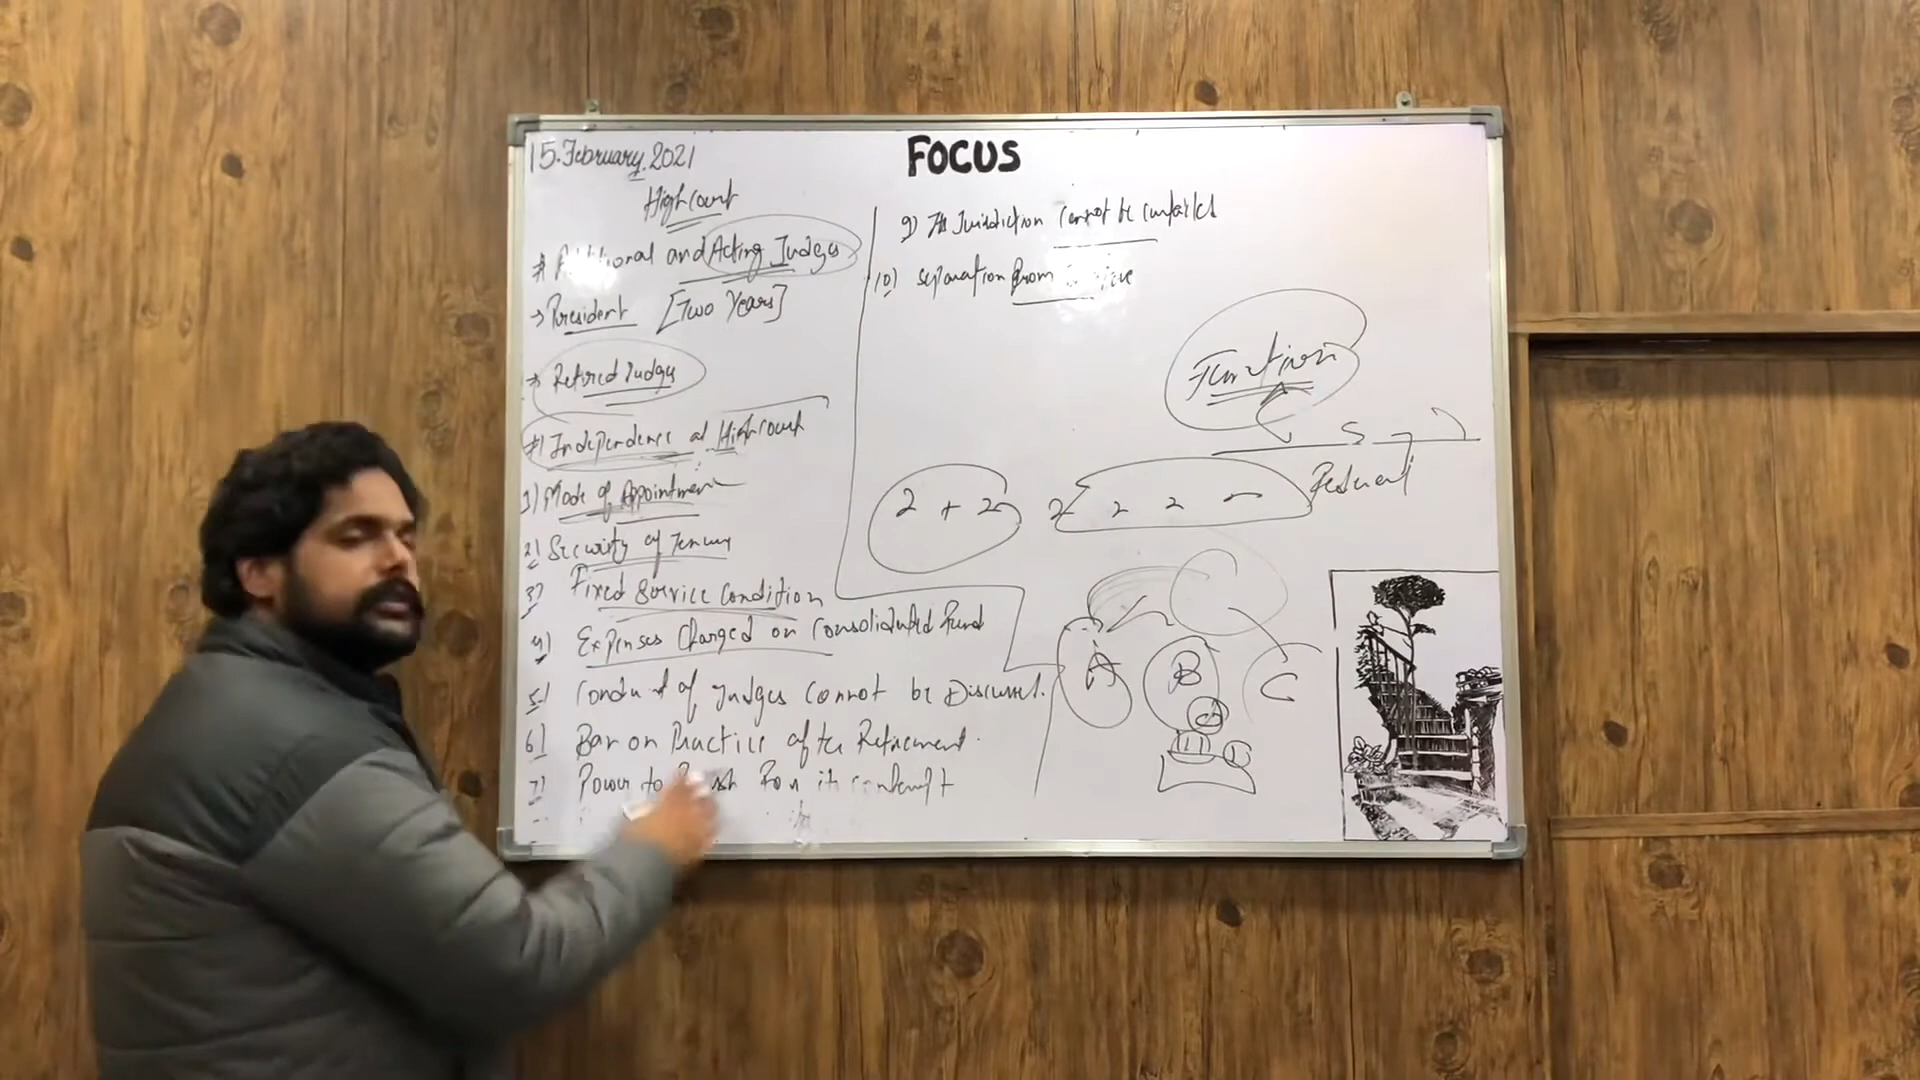 15.February.2021
FOCUS
High Court
# Additional and Acting Judges
→ President [Two Years]
→ Retired Judges
# Independence of High Court
1) Mode of Appointment
2) Security of Tenure
3) Fixed Service Condition
4) Expenses Charged on Consolidated Fund
5) Conduct of Judges Cannot be Discussed.
6) Bar on Practice after Retirement.
7) Power to for its contempt
9) Its Jurisdiction Cannot be curtailed
10) separation from
Function
Federal
2 + 2 2 2 2
A B C